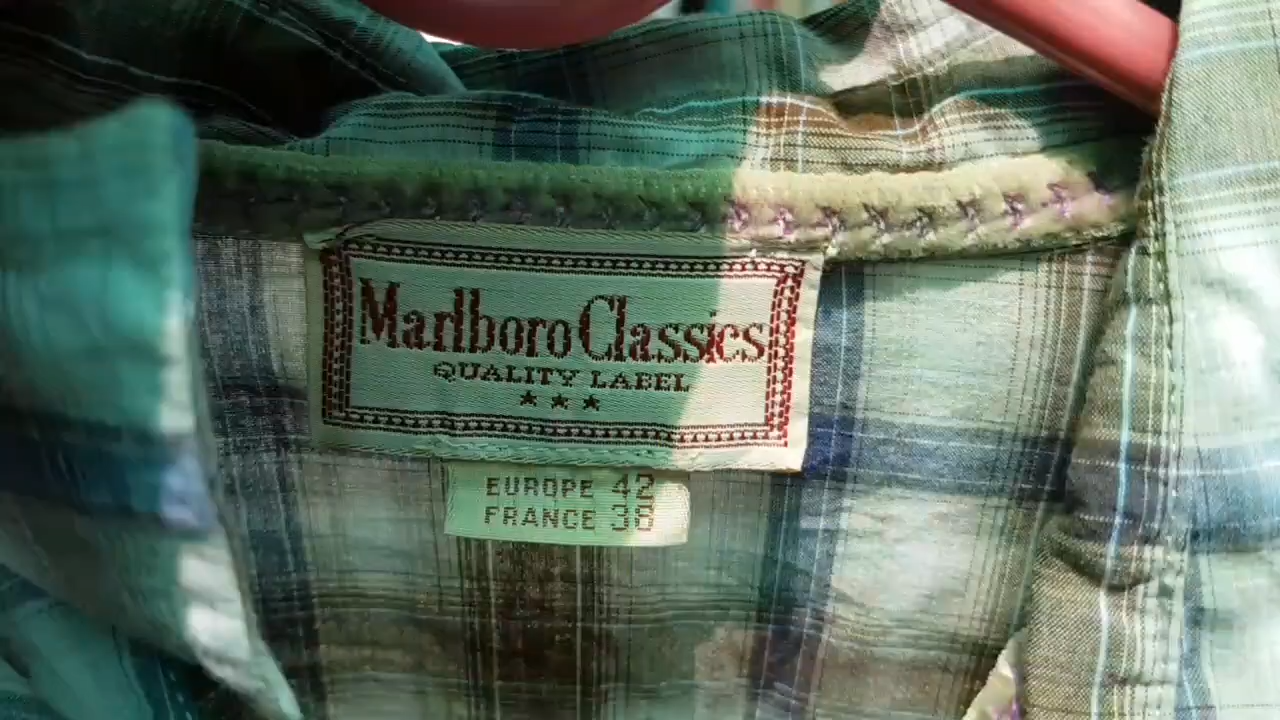 Marlboro Classics
QUALITY LABEL
★★★
EUROPE 42
FRANCE 38